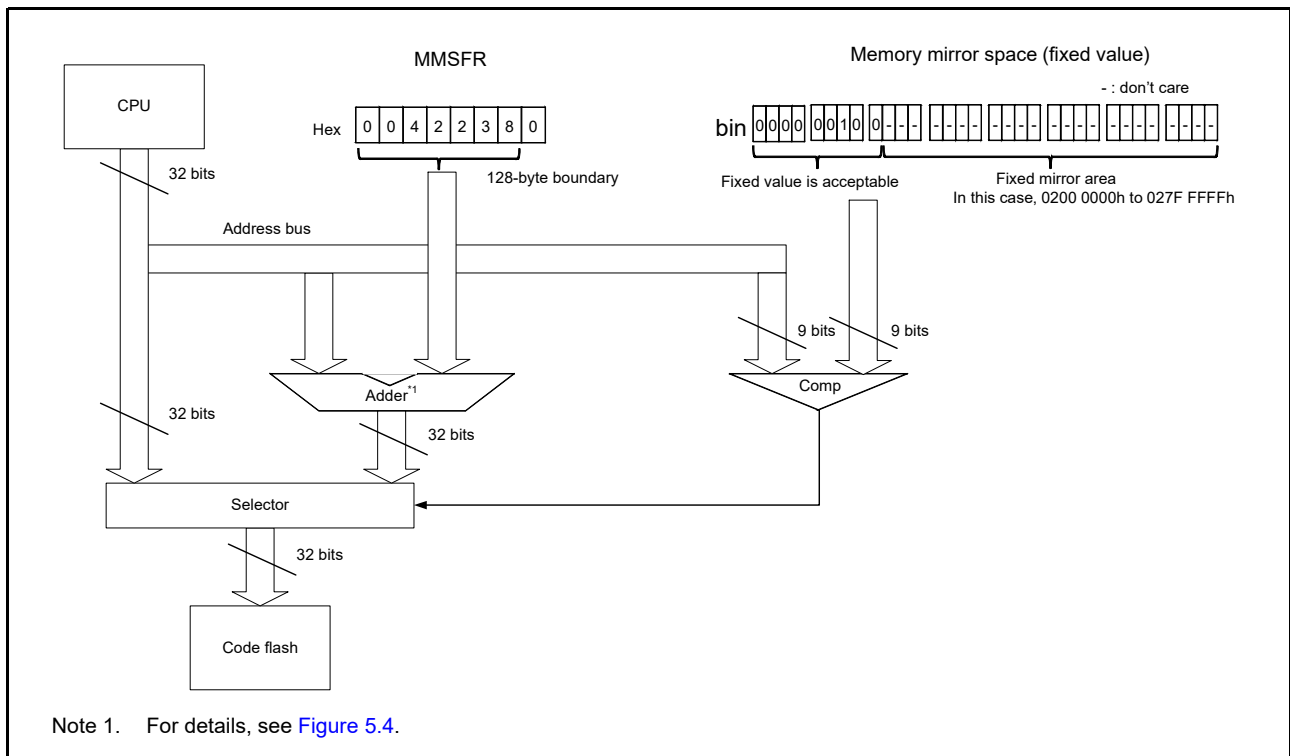 MMSFR
Memory mirror space (fixed value)
- : don't care
CPU
Hex 0 0 4 2 2 3 8 0
bin 0000 0010 0--- ---- ---- ---- ---- ----
32 bits
128-byte boundary
Fixed value is acceptable
Fixed mirror area
In this case, 0200 0000h to 027F FFFFh
Address bus
9 bits
9 bits
Adder*1
Comp
32 bits
32 bits
Selector
32 bits
Code flash
Note 1. For details, see Figure 5.4.